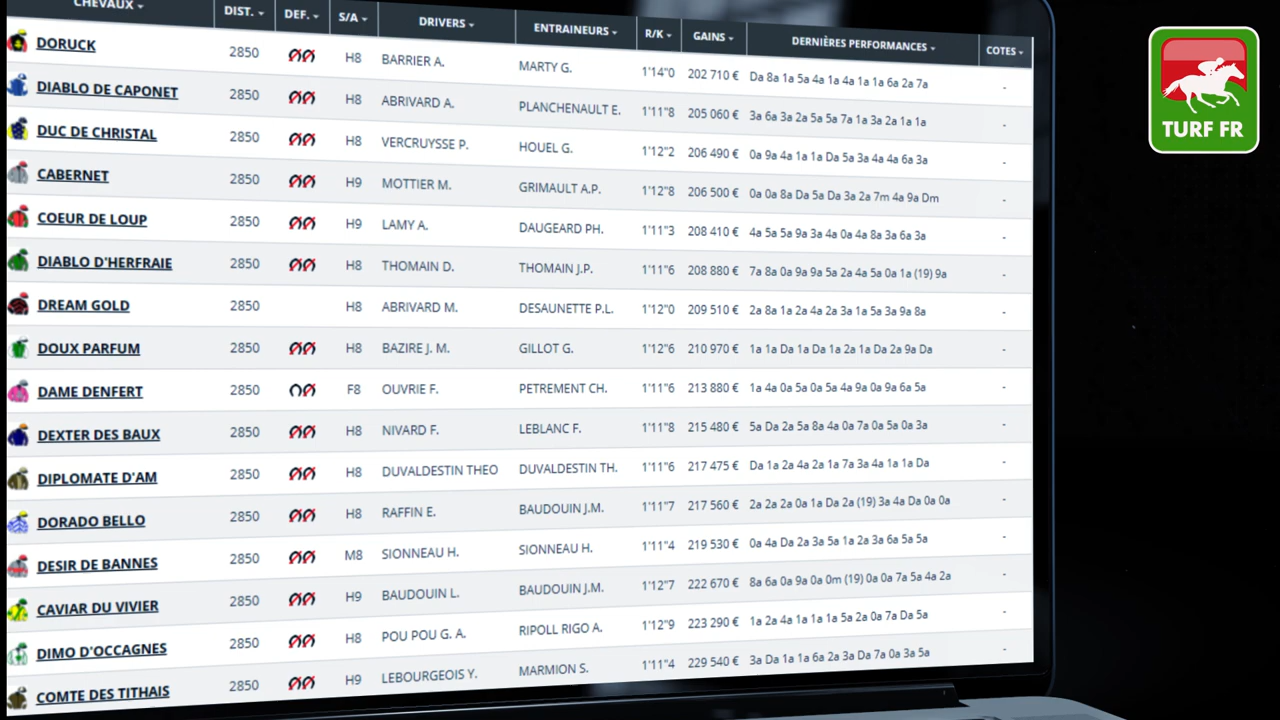 CHEVAUX DIST. DEF. S/A DRIVERS ENTRAINEURS R/K GAINS DERNIÈRES PERFORMANCES COTES
DORUCK 2850 H8 BARRIER A. MARTY G. 1'14"0 202 710 € Da 8a 1a 5a 4a 1a 4a 1a 1a 6a 2a 7a -
DIABLO DE CAPONET 2850 H8 ABRIVARD A. PLANCHENAULT E. 1'11"8 205 060 € 3a 6a 3a 2a 5a 5a 7a 1a 3a 2a 1a 1a -
DUC DE CHRISTAL 2850 H8 VERCRUYSSE P. HOUEL G. 1'12"2 206 490 € 0a 9a 4a 1a 1a Da 5a 3a 4a 4a 6a 3a -
CABERNET 2850 H9 MOTTIER M. GRIMAULT A.P. 1'12"8 206 500 € 0a 0a 8a Da 5a Da 3a 2a 7m 4a 9a Dm -
COEUR DE LOUP 2850 H9 LAMY A. DAUGEARD PH. 1'11"3 208 410 € 4a 5a 5a 9a 3a 4a 0a 4a 8a 3a 6a 3a -
DIABLO D'HERFRAIE 2850 H8 THOMAIN D. THOMAIN J.P. 1'11"6 208 880 € 7a 8a 0a 9a 9a 5a 2a 4a 5a 0a 1a (19) 9a -
DREAM GOLD 2850 H8 ABRIVARD M. DESAUNETTE P.L. 1'12"0 209 510 € 2a 8a 1a 2a 4a 2a 3a 1a 5a 3a 9a 8a -
DOUX PARFUM 2850 H8 BAZIRE J. M. GILLOT G. 1'12"6 210 970 € 1a 1a Da 1a Da 1a 2a 1a Da 2a 9a Da -
DAME DENFERT 2850 F8 OUVRIE F. PETREMENT CH. 1'11"6 213 880 € 1a 4a 0a 5a 0a 5a 4a 9a 0a 9a 6a 5a -
DEXTER DES BAUX 2850 H8 NIVARD F. LEBLANC F. 1'11"8 215 480 € 5a Da 2a 5a 8a 4a 0a 7a 0a 5a 0a 3a -
DIPLOMATE D'AM 2850 H8 DUVALDESTIN THEO DUVALDESTIN TH. 1'11"6 217 475 € Da 1a 2a 4a 2a 1a 7a 3a 4a 1a 1a Da -
DORADO BELLO 2850 H8 RAFFIN E. BAUDOUIN J.M. 1'11"7 217 560 € 2a 2a 2a 0a 1a Da 2a (19) 3a 4a Da 0a 0a -
DESIR DE BANNES 2850 M8 SIONNEAU H. SIONNEAU H. 1'11"4 219 530 € 0a 4a Da 2a 3a 5a 1a 2a 3a 6a 5a 5a -
CAVIAR DU VIVIER 2850 H9 BAUDOUIN L. BAUDOUIN J.M. 1'12"7 222 670 € 8a 6a 0a 9a 0a 0m (19) 0a 0a 7a 5a 4a 2a -
DIMO D'OCCAGNES 2850 H8 POU POU G. A. RIPOLL RIGO A. 1'12"9 223 290 € 1a 2a 4a 1a 1a 1a 5a 2a 0a 7a Da 5a -
COMTE DES TITHAIS 2850 H9 LEBOURGEOIS Y. MARMION S. 1'11"4 229 540 € 3a Da 1a 1a 6a 2a 3a Da 7a 0a 3a 5a -
TURF FR